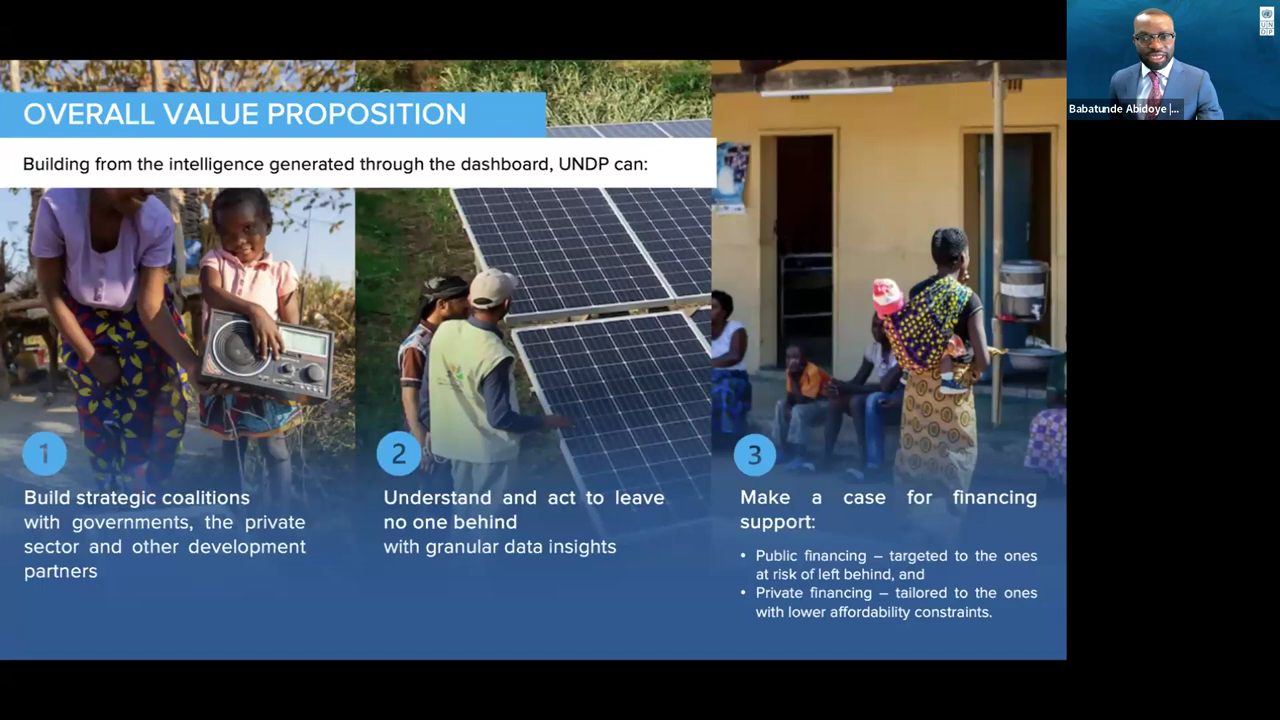 OVERALL VALUE PROPOSITION
Building from the intelligence generated through the dashboard, UNDP can:
1
Build strategic coalitions
with governments, the private
sector and other development
partners
2
Understand and act to leave
no one behind
with granular data insights
3
Make a case for financing
support:
• Public financing – targeted to the ones
at risk of left behind, and
• Private financing – tailored to the ones
with lower affordability constraints.
Babatunde Abidoye |...
U N
D P